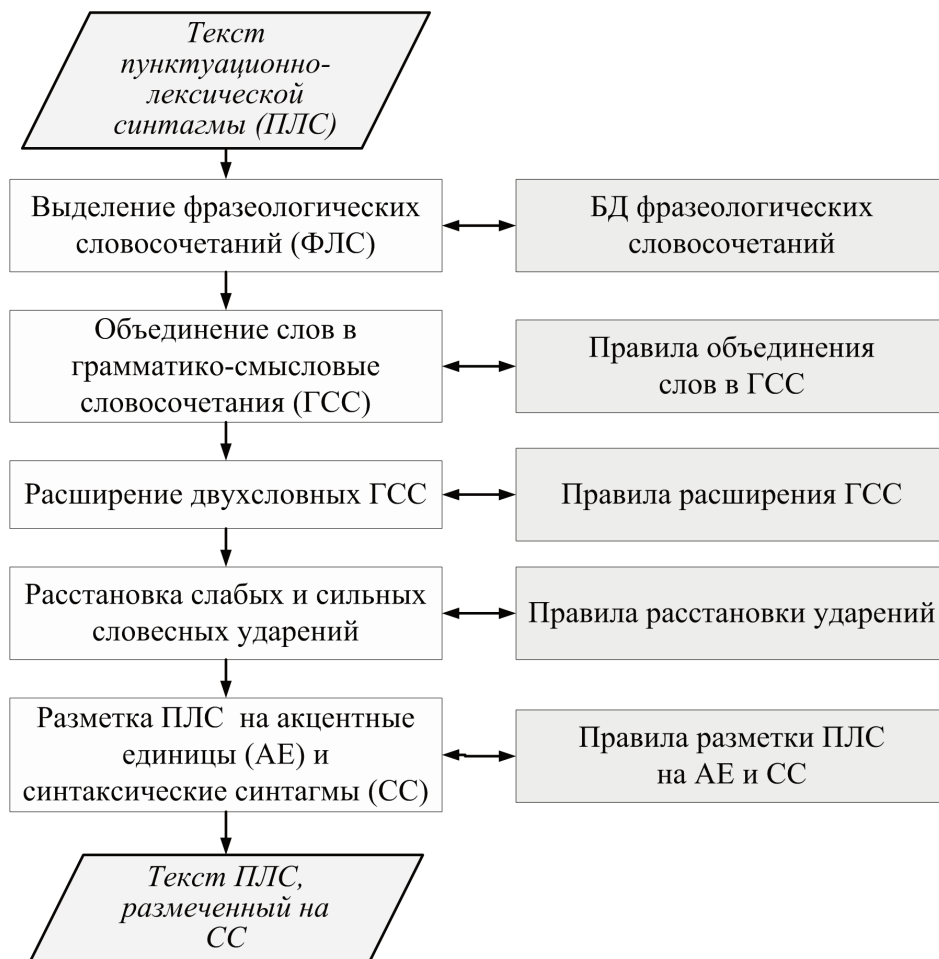 Текст
пунктуационно-
лексической
синтагмы (ПЛС)
Выделение фразеологических
словосочетаний (ФЛС)
БД фразеологических
словосочетаний
Объединение слов в
грамматико-смысловые
словосочетания (ГСС)
Правила объединения
слов в ГСС
Расширение двухсловных ГСС
Правила расширения ГСС
Расстановка слабых и сильных
словесных ударений
Правила расстановки ударений
Разметка ПЛС на акцентные
единицы (АЕ) и
синтаксические синтагмы (СС)
Правила разметки ПЛС
на АЕ и СС
Текст ПЛС,
размеченный на
СС